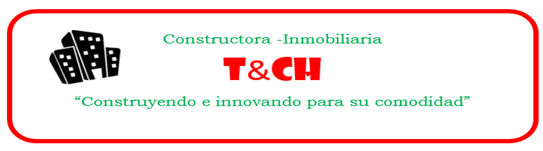 Constructora -Inmobiliaria
T&CH
“Construyendo e innovando para su comodidad”